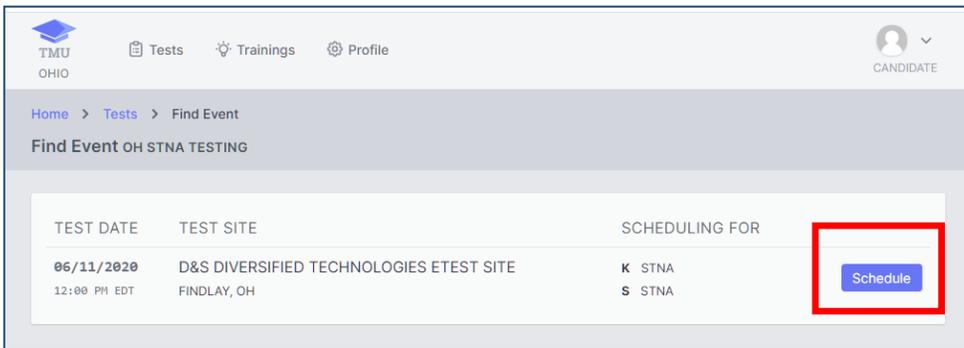 TMU
OHIO
Tests
Trainings
Profile
CANDIDATE
Home > Tests > Find Event
Find Event OH STNA TESTING
TEST DATE TEST SITE SCHEDULING FOR
06/11/2020 D&S DIVERSIFIED TECHNOLOGIES ETEST SITE K STNA
Schedule
12:00 PM EDT FINDLAY, OH S STNA